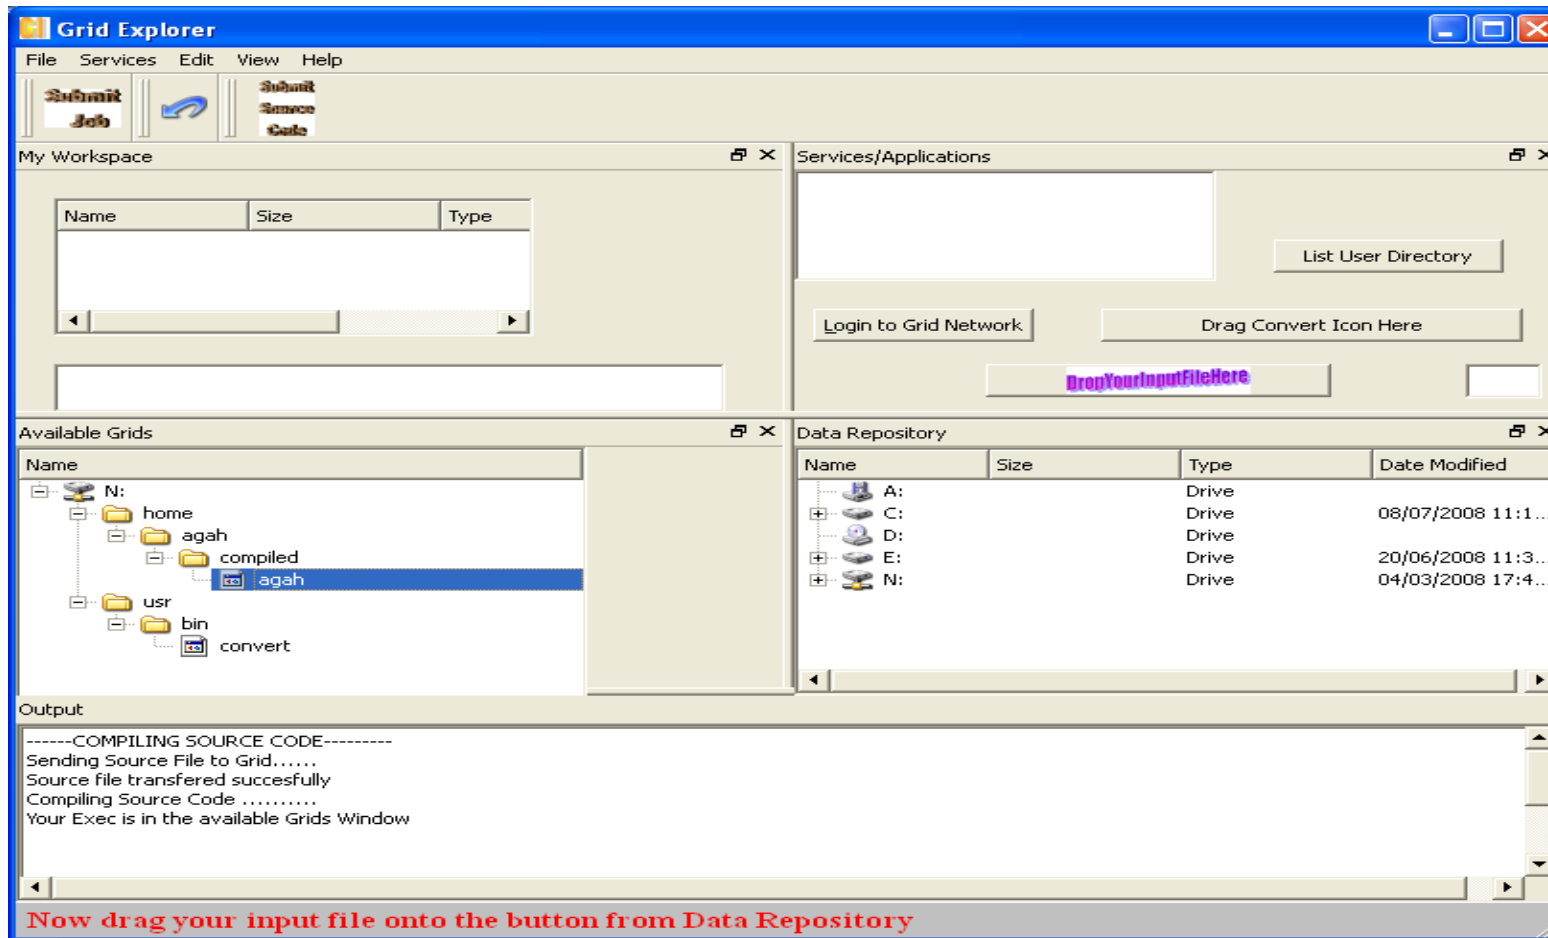 Grid Explorer
File Services Edit View Help
Submit Job
Submit Source Code
My Workspace
Name Size Type
Services/Applications
List User Directory
Login to Grid Network
Drag Convert Icon Here
DropYourInputFileHere
Available Grids
Name
N:
home
agah
compiled
agah
usr
bin
convert
Data Repository
Name Size Type Date Modified
A: Drive
C: Drive 08/07/2008 11:1...
D: Drive
E: Drive 20/06/2008 11:3...
N: Drive 04/03/2008 17:4...
Output
------COMPILING SOURCE CODE---------
Sending Source File to Grid......
Source file transfered succesfully
Compiling Source Code ..........
Your Exec is in the available Grids Window
Now drag your input file onto the button from Data Repository